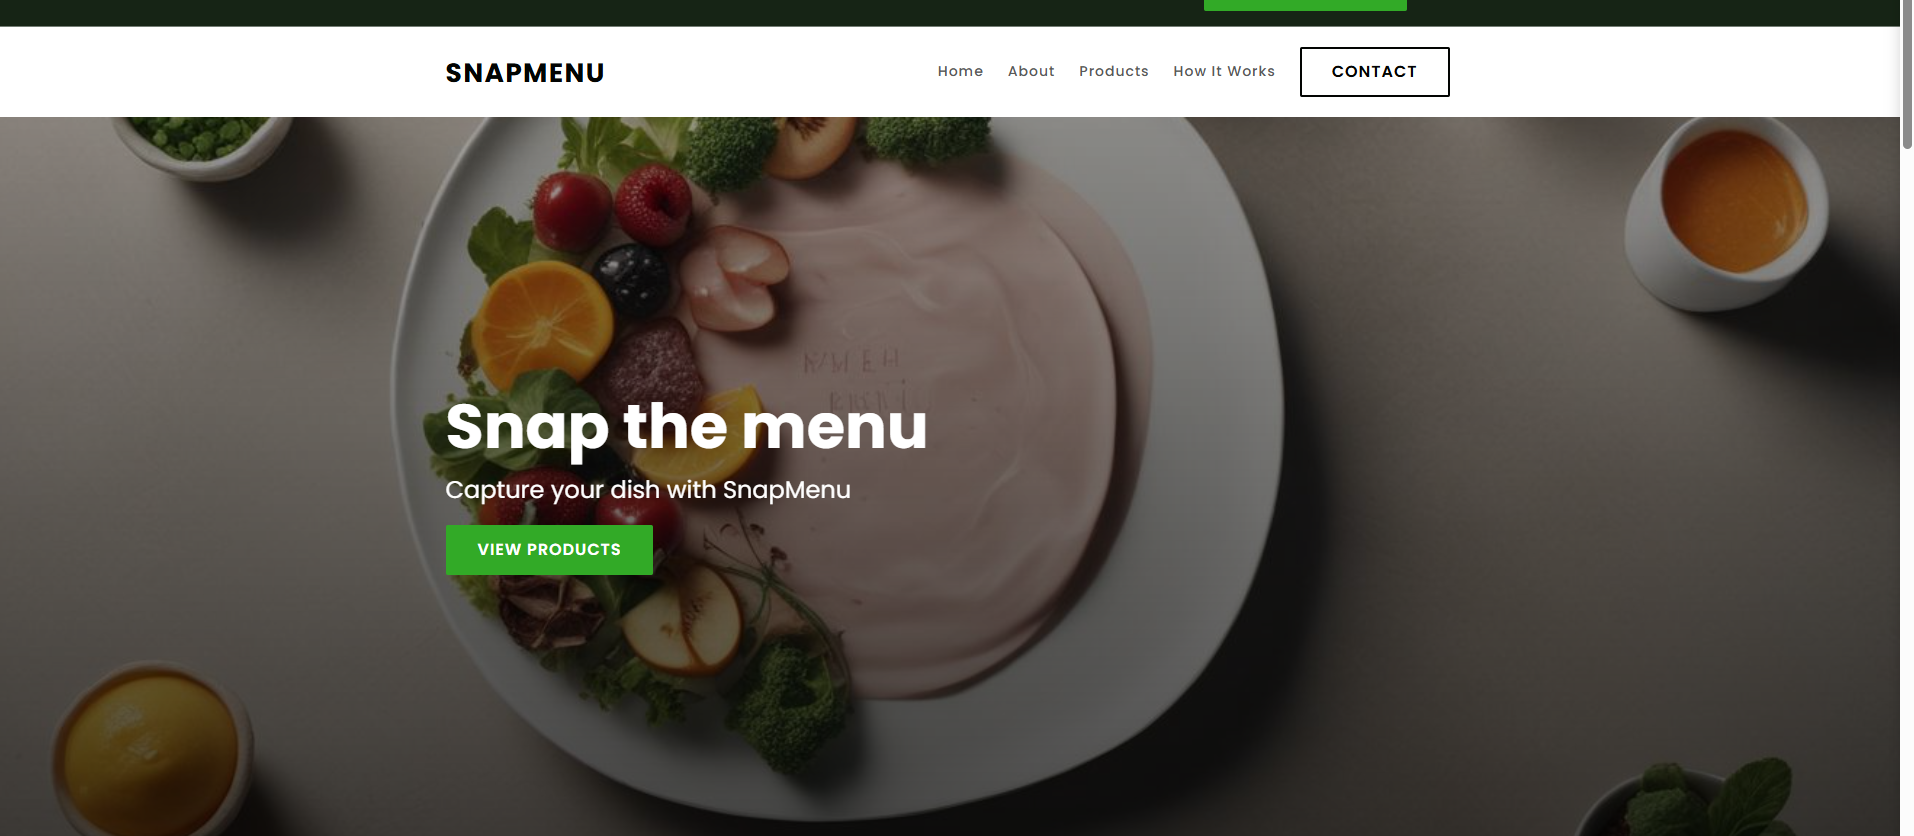 SNAPMENU
Home About Products How It Works CONTACT
Snap the menu
Capture your dish with SnapMenu
VIEW PRODUCTS